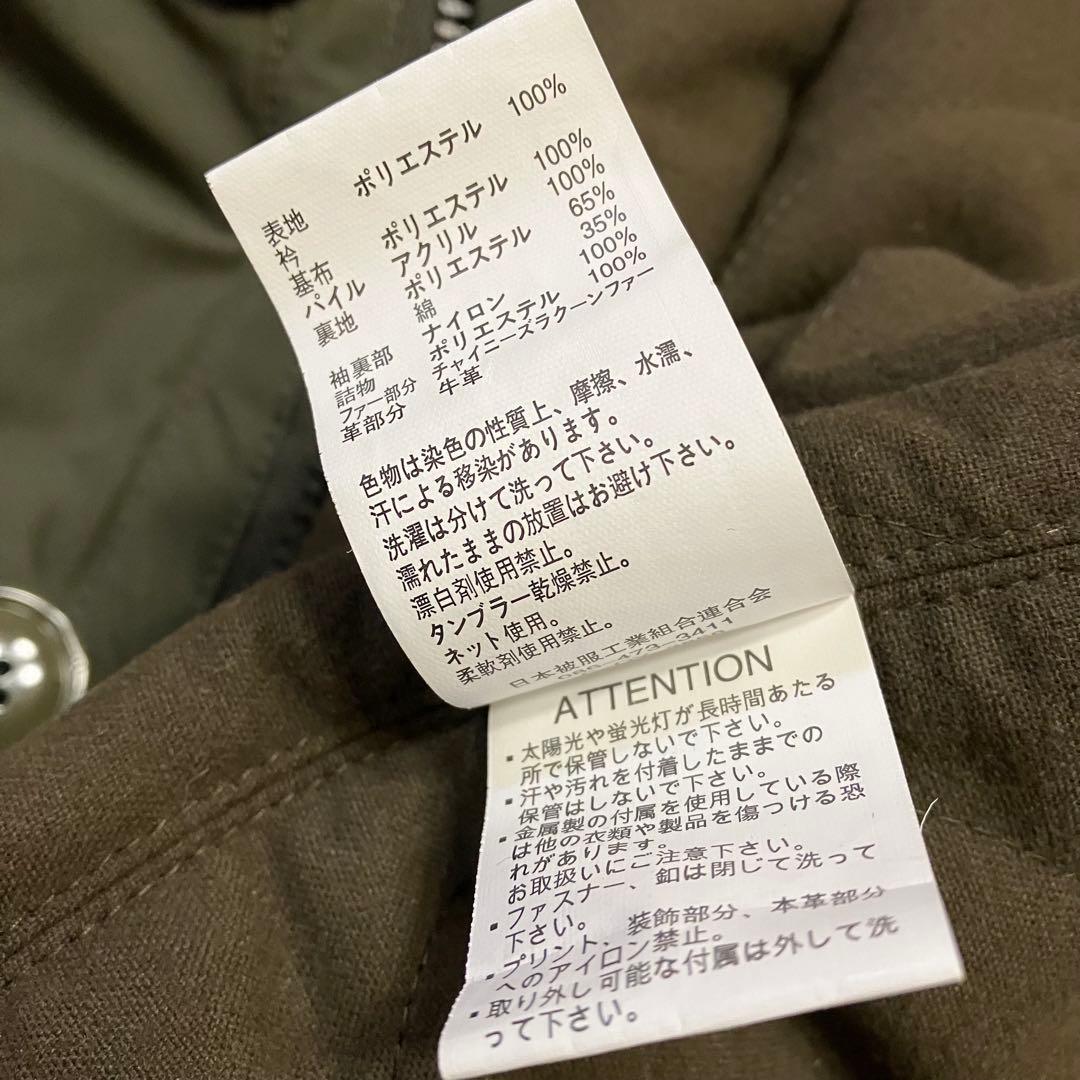 表地 ポリエステル 100%
衿
基布 ポリエステル 100%
パイル アクリル 100%
裏地 ポリエステル 65%
綿 35%
袖裏部 ナイロン 100%
詰物 ポリエステル 100%
ファー部分 チャイニーズラクーンファー
革部分 牛革
色物は染色の性質上、摩擦、水濡、
汗による移染があります。
洗濯は分けて洗って下さい。
濡れたままの放置はお避け下さい。
漂白剤使用禁止。
タンブラー乾燥禁止。
ネット使用。
柔軟剤使用禁止。
日本被服工業組合連合会
ATTENTION
▪太陽光や蛍光灯が長時間あたる
所で保管しないで下さい。
▪汗や汚れを付着したままでの
保管はしないで下さい。
▪金属製の付属を使用している際
は他の衣類や製品を傷つける恐
れがあります。
お取扱いにご注意下さい。
▪ファスナー、釦は閉じて洗って
下さい。
▪プリント、装飾部分、本革部分
へのアイロン禁止。
▪取り外し可能な付属は外して洗
って下さい。